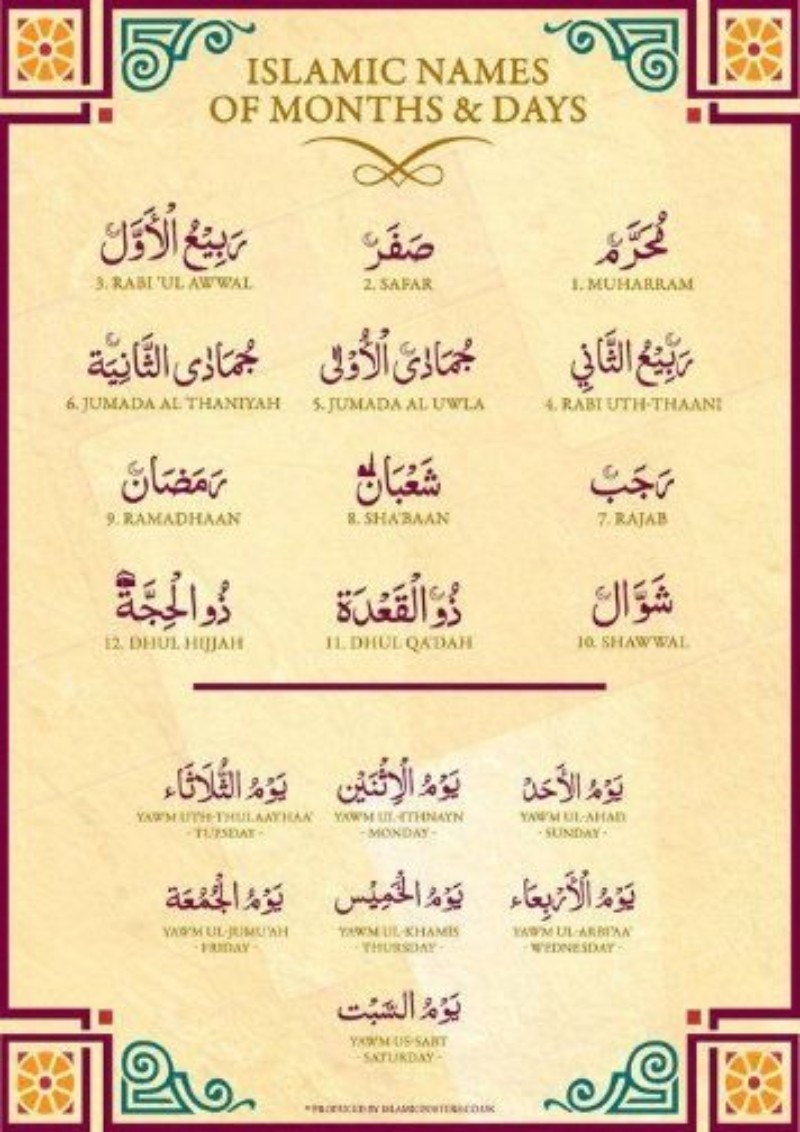 ISLAMIC NAMES
OF MONTHS & DAYS
مُحَرَّم
1. MUHARRAM
صَفَر
2. SAFAR
رَبِيْعُ الْأَوَّل
3. RABI 'UL AWWAL
رَبِيْعُ الثَّانِي
4. RABI UTH-THAANI
جُمَادَى الْأُوْلَى
5. JUMADA AL UWLA
جُمَادَى الثَّانِيَة
6. JUMADA AL THANIYAH
رَجَب
7. RAJAB
شَعْبَان
8. SHA'BAAN
رَمَضَان
9. RAMADHAAN
شَوَّال
10. SHAWWAL
ذُو الْقَعْدَة
11. DHUL QA'DAH
ذُو الْحِجَّة
12. DHUL HIJJAH
يَوْمُ الأَحَد
YAWM UL-AHAD
- SUNDAY -
يَوْمُ الْإِثْنَيْن
YAWM UL-ITHNAYN
- MONDAY -
يَوْمُ الثُّلَاثَاء
YAWM UTH-THULAATHAA'
- TUESDAY -
يَوْمُ الْأَرْبِعَاء
YAWM UL-ARBI'AA'
- WEDNESDAY -
يَوْمُ الْخَمِيْس
YAWM UL-KHAMIS
- THURSDAY -
يَوْمُ الْجُمُعَة
YAWM UL-JUMU'AH
- FRIDAY -
يَوْمُ السَّبْت
YAWM US-SABT
- SATURDAY -
* PRODUCED BY ISLAMICPOSTERS.CO.UK